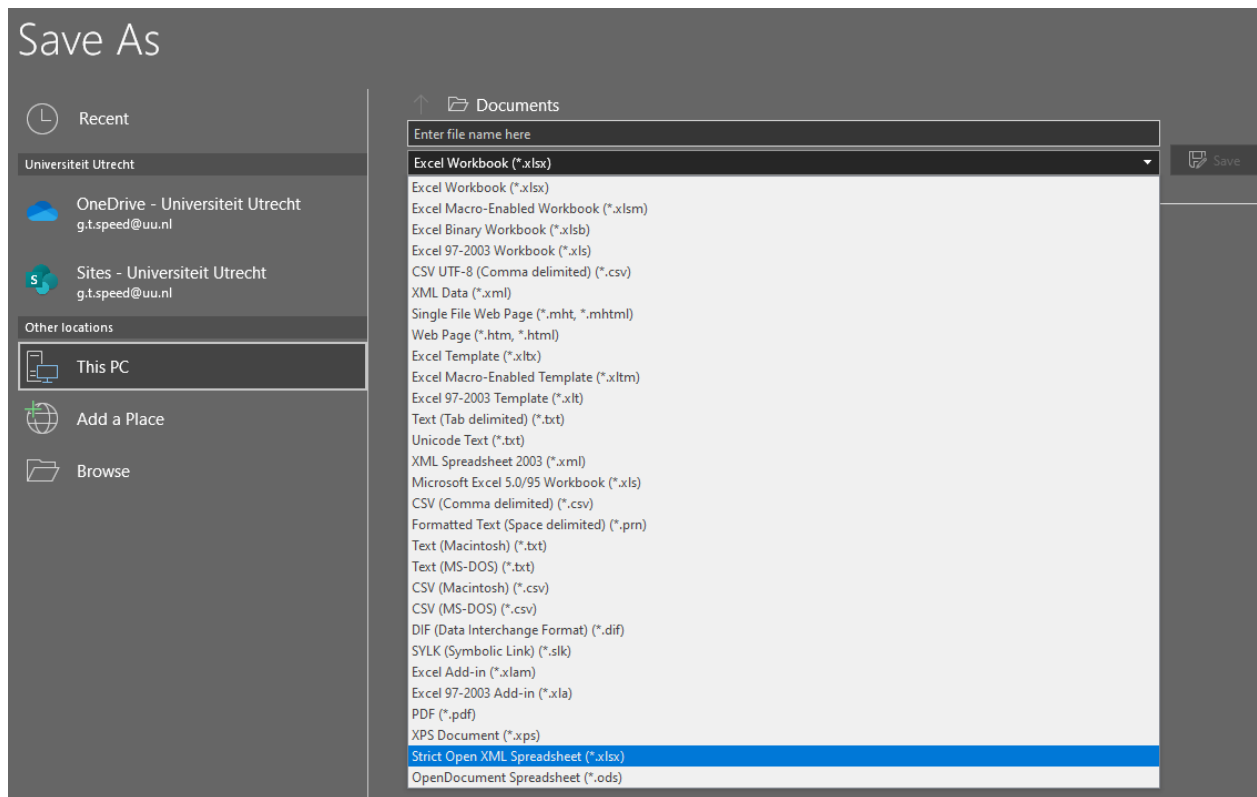 Save As
Recent
Universiteit Utrecht
OneDrive - Universiteit Utrecht
g.t.speed@uu.nl
S
Sites - Universiteit Utrecht
g.t.speed@uu.nl
Other locations
This PC
Add a Place
Browse
Documents
Enter file name here
Excel Workbook (*.xlsx)
Save
Excel Workbook (*.xlsx)
Excel Macro-Enabled Workbook (*.xlsm)
Excel Binary Workbook (*.xlsb)
Excel 97-2003 Workbook (*.xls)
CSV UTF-8 (Comma delimited) (*.csv)
XML Data (*.xml)
Single File Web Page (*.mht, *.mhtml)
Web Page (*.htm, *.html)
Excel Template (*.xltx)
Excel Macro-Enabled Template (*.xltm)
Excel 97-2003 Template (*.xlt)
Text (Tab delimited) (*.txt)
Unicode Text (*.txt)
XML Spreadsheet 2003 (*.xml)
Microsoft Excel 5.0/95 Workbook (*.xls)
CSV (Comma delimited) (*.csv)
Formatted Text (Space delimited) (*.prn)
Text (Macintosh) (*.txt)
Text (MS-DOS) (*.txt)
CSV (Macintosh) (*.csv)
CSV (MS-DOS) (*.csv)
DIF (Data Interchange Format) (*.dif)
SYLK (Symbolic Link) (*.slk)
Excel Add-in (*.xlam)
Excel 97-2003 Add-in (*.xla)
PDF (*.pdf)
XPS Document (*.xps)
Strict Open XML Spreadsheet (*.xlsx)
OpenDocument Spreadsheet (*.ods)